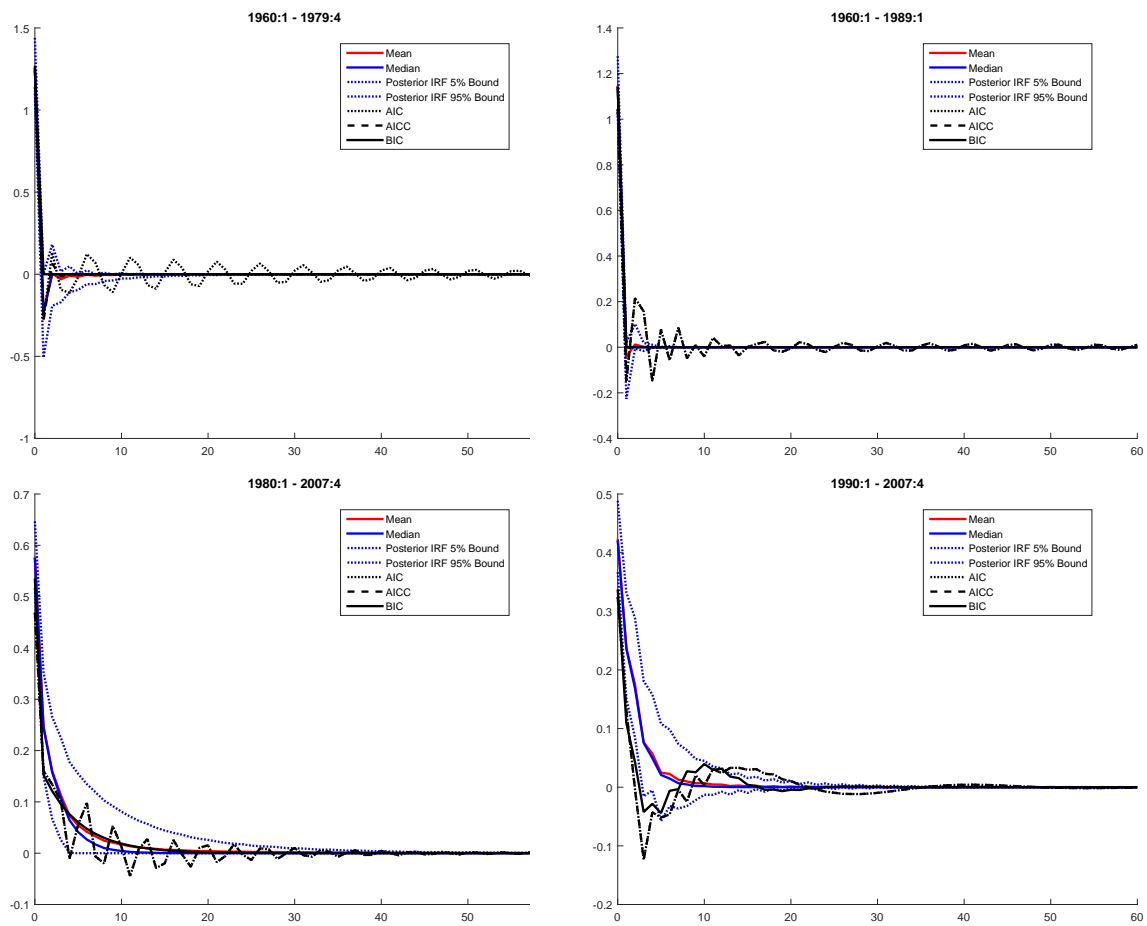 1960:1 - 1979:4
1.5
1
0.5
0
-0.5
-1
0
10
20
30
40
50
Mean
Median
Posterior IRF 5% Bound
Posterior IRF 95% Bound
AIC
AICC
BIC
1960:1 - 1989:1
1.4
1.2
1
0.8
0.6
0.4
0.2
0
-0.2
-0.4
0
10
20
30
40
50
60
Mean
Median
Posterior IRF 5% Bound
Posterior IRF 95% Bound
AIC
AICC
BIC
1980:1 - 2007:4
0.7
0.6
0.5
0.4
0.3
0.2
0.1
0
-0.1
0
10
20
30
40
50
Mean
Median
Posterior IRF 5% Bound
Posterior IRF 95% Bound
AIC
AICC
BIC
1990:1 - 2007:4
0.5
0.4
0.3
0.2
0.1
0
-0.1
-0.2
0
10
20
30
40
50
60
Mean
Median
Posterior IRF 5% Bound
Posterior IRF 95% Bound
AIC
AICC
BIC